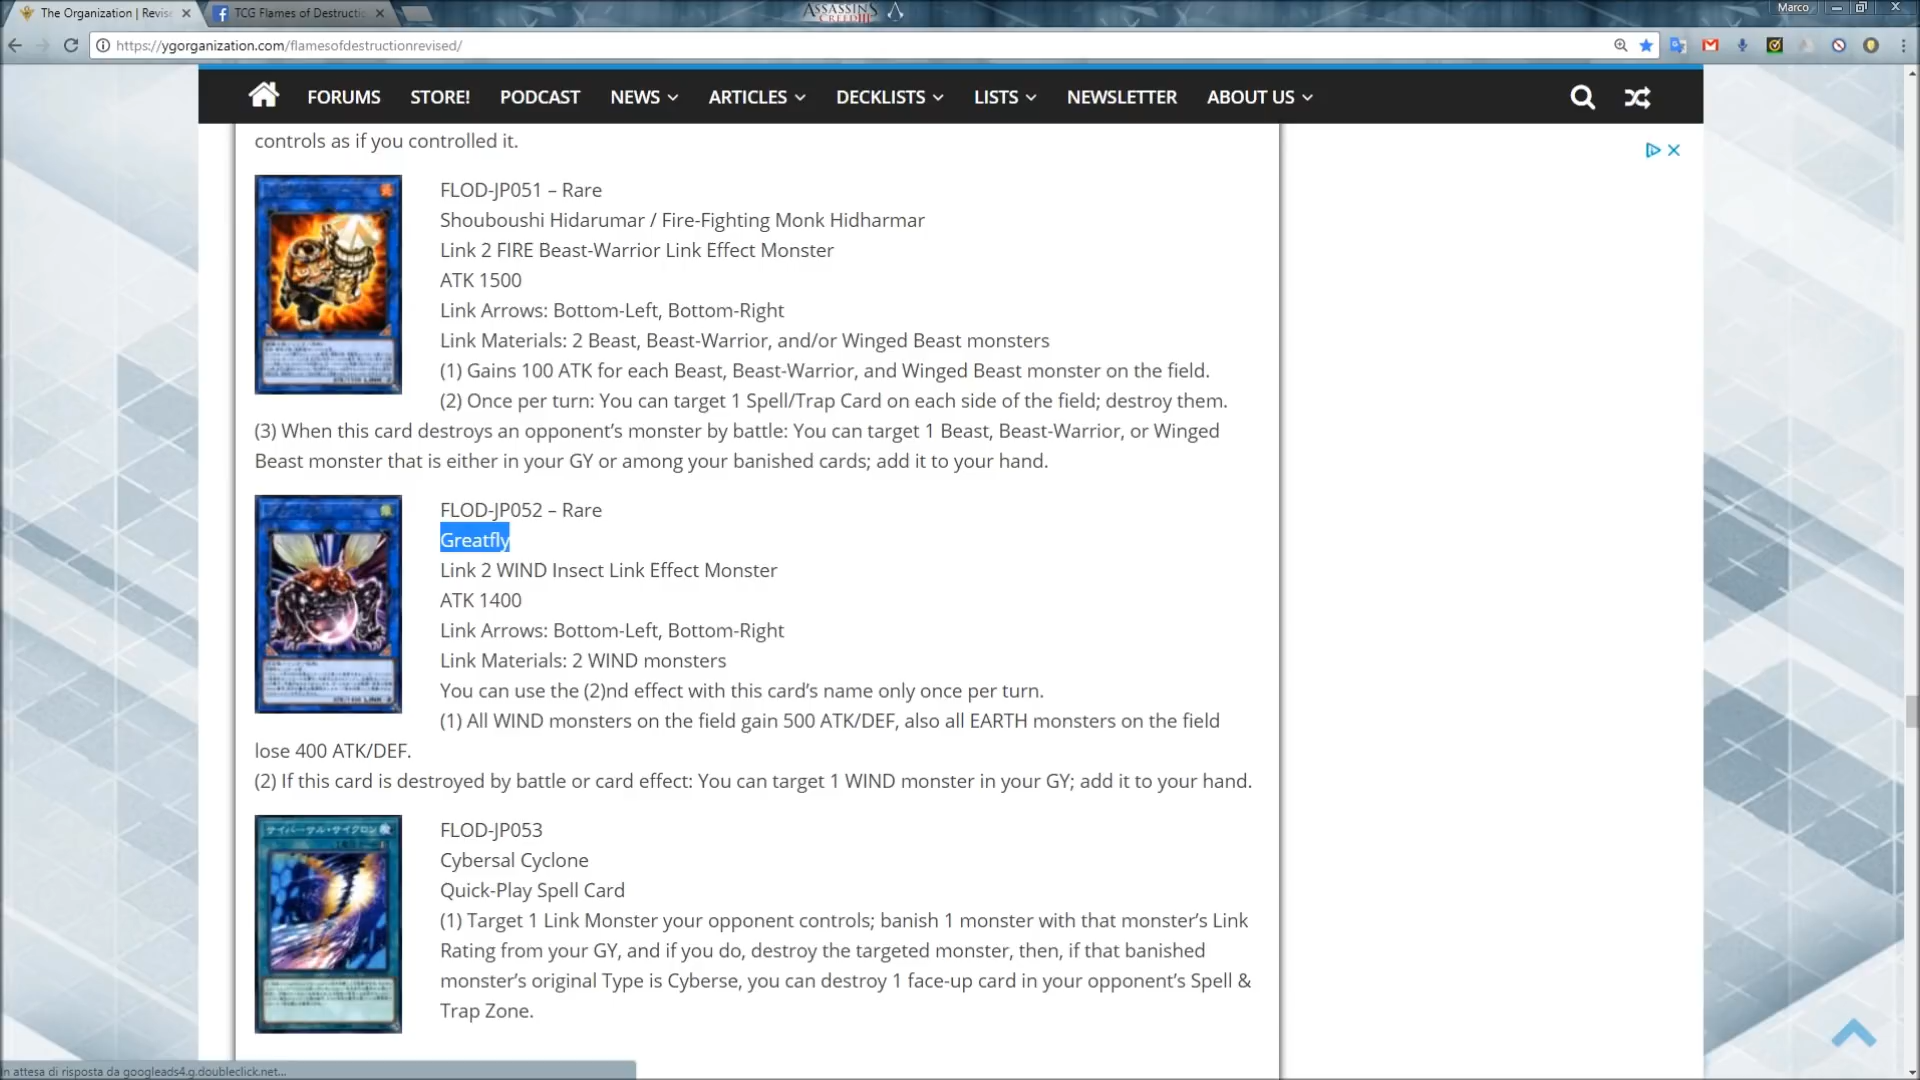 The Organization | Revise
TCG Flames of Destructio
ASSASSINS
CREED III
Marco
https://ygorganization.com/flamesofdestructionrevised/
FORUMS STORE! PODCAST NEWS ARTICLES DECKLISTS LISTS NEWSLETTER ABOUT US
controls as if you controlled it.
FLOD-JP051 – Rare
Shouboushi Hidarumar / Fire-Fighting Monk Hidharmar
Link 2 FIRE Beast-Warrior Link Effect Monster
ATK 1500
Link Arrows: Bottom-Left, Bottom-Right
Link Materials: 2 Beast, Beast-Warrior, and/or Winged Beast monsters
(1) Gains 100 ATK for each Beast, Beast-Warrior, and Winged Beast monster on the field.
(2) Once per turn: You can target 1 Spell/Trap Card on each side of the field; destroy them.
(3) When this card destroys an opponent’s monster by battle: You can target 1 Beast, Beast-Warrior, or Winged
Beast monster that is either in your GY or among your banished cards; add it to your hand.
FLOD-JP052 – Rare
Greatfly
Link 2 WIND Insect Link Effect Monster
ATK 1400
Link Arrows: Bottom-Left, Bottom-Right
Link Materials: 2 WIND monsters
You can use the (2)nd effect with this card’s name only once per turn.
(1) All WIND monsters on the field gain 500 ATK/DEF, also all EARTH monsters on the field
lose 400 ATK/DEF.
(2) If this card is destroyed by battle or card effect: You can target 1 WIND monster in your GY; add it to your hand.
サイバーサル・サイクロン
FLOD-JP053
Cybersal Cyclone
Quick-Play Spell Card
(1) Target 1 Link Monster your opponent controls; banish 1 monster with that monster’s Link
Rating from your GY, and if you do, destroy the targeted monster, then, if that banished
monster’s original Type is Cyberse, you can destroy 1 face-up card in your opponent’s Spell &
Trap Zone.
in attesa di risposta da googleads4.g.doubleclick.net...